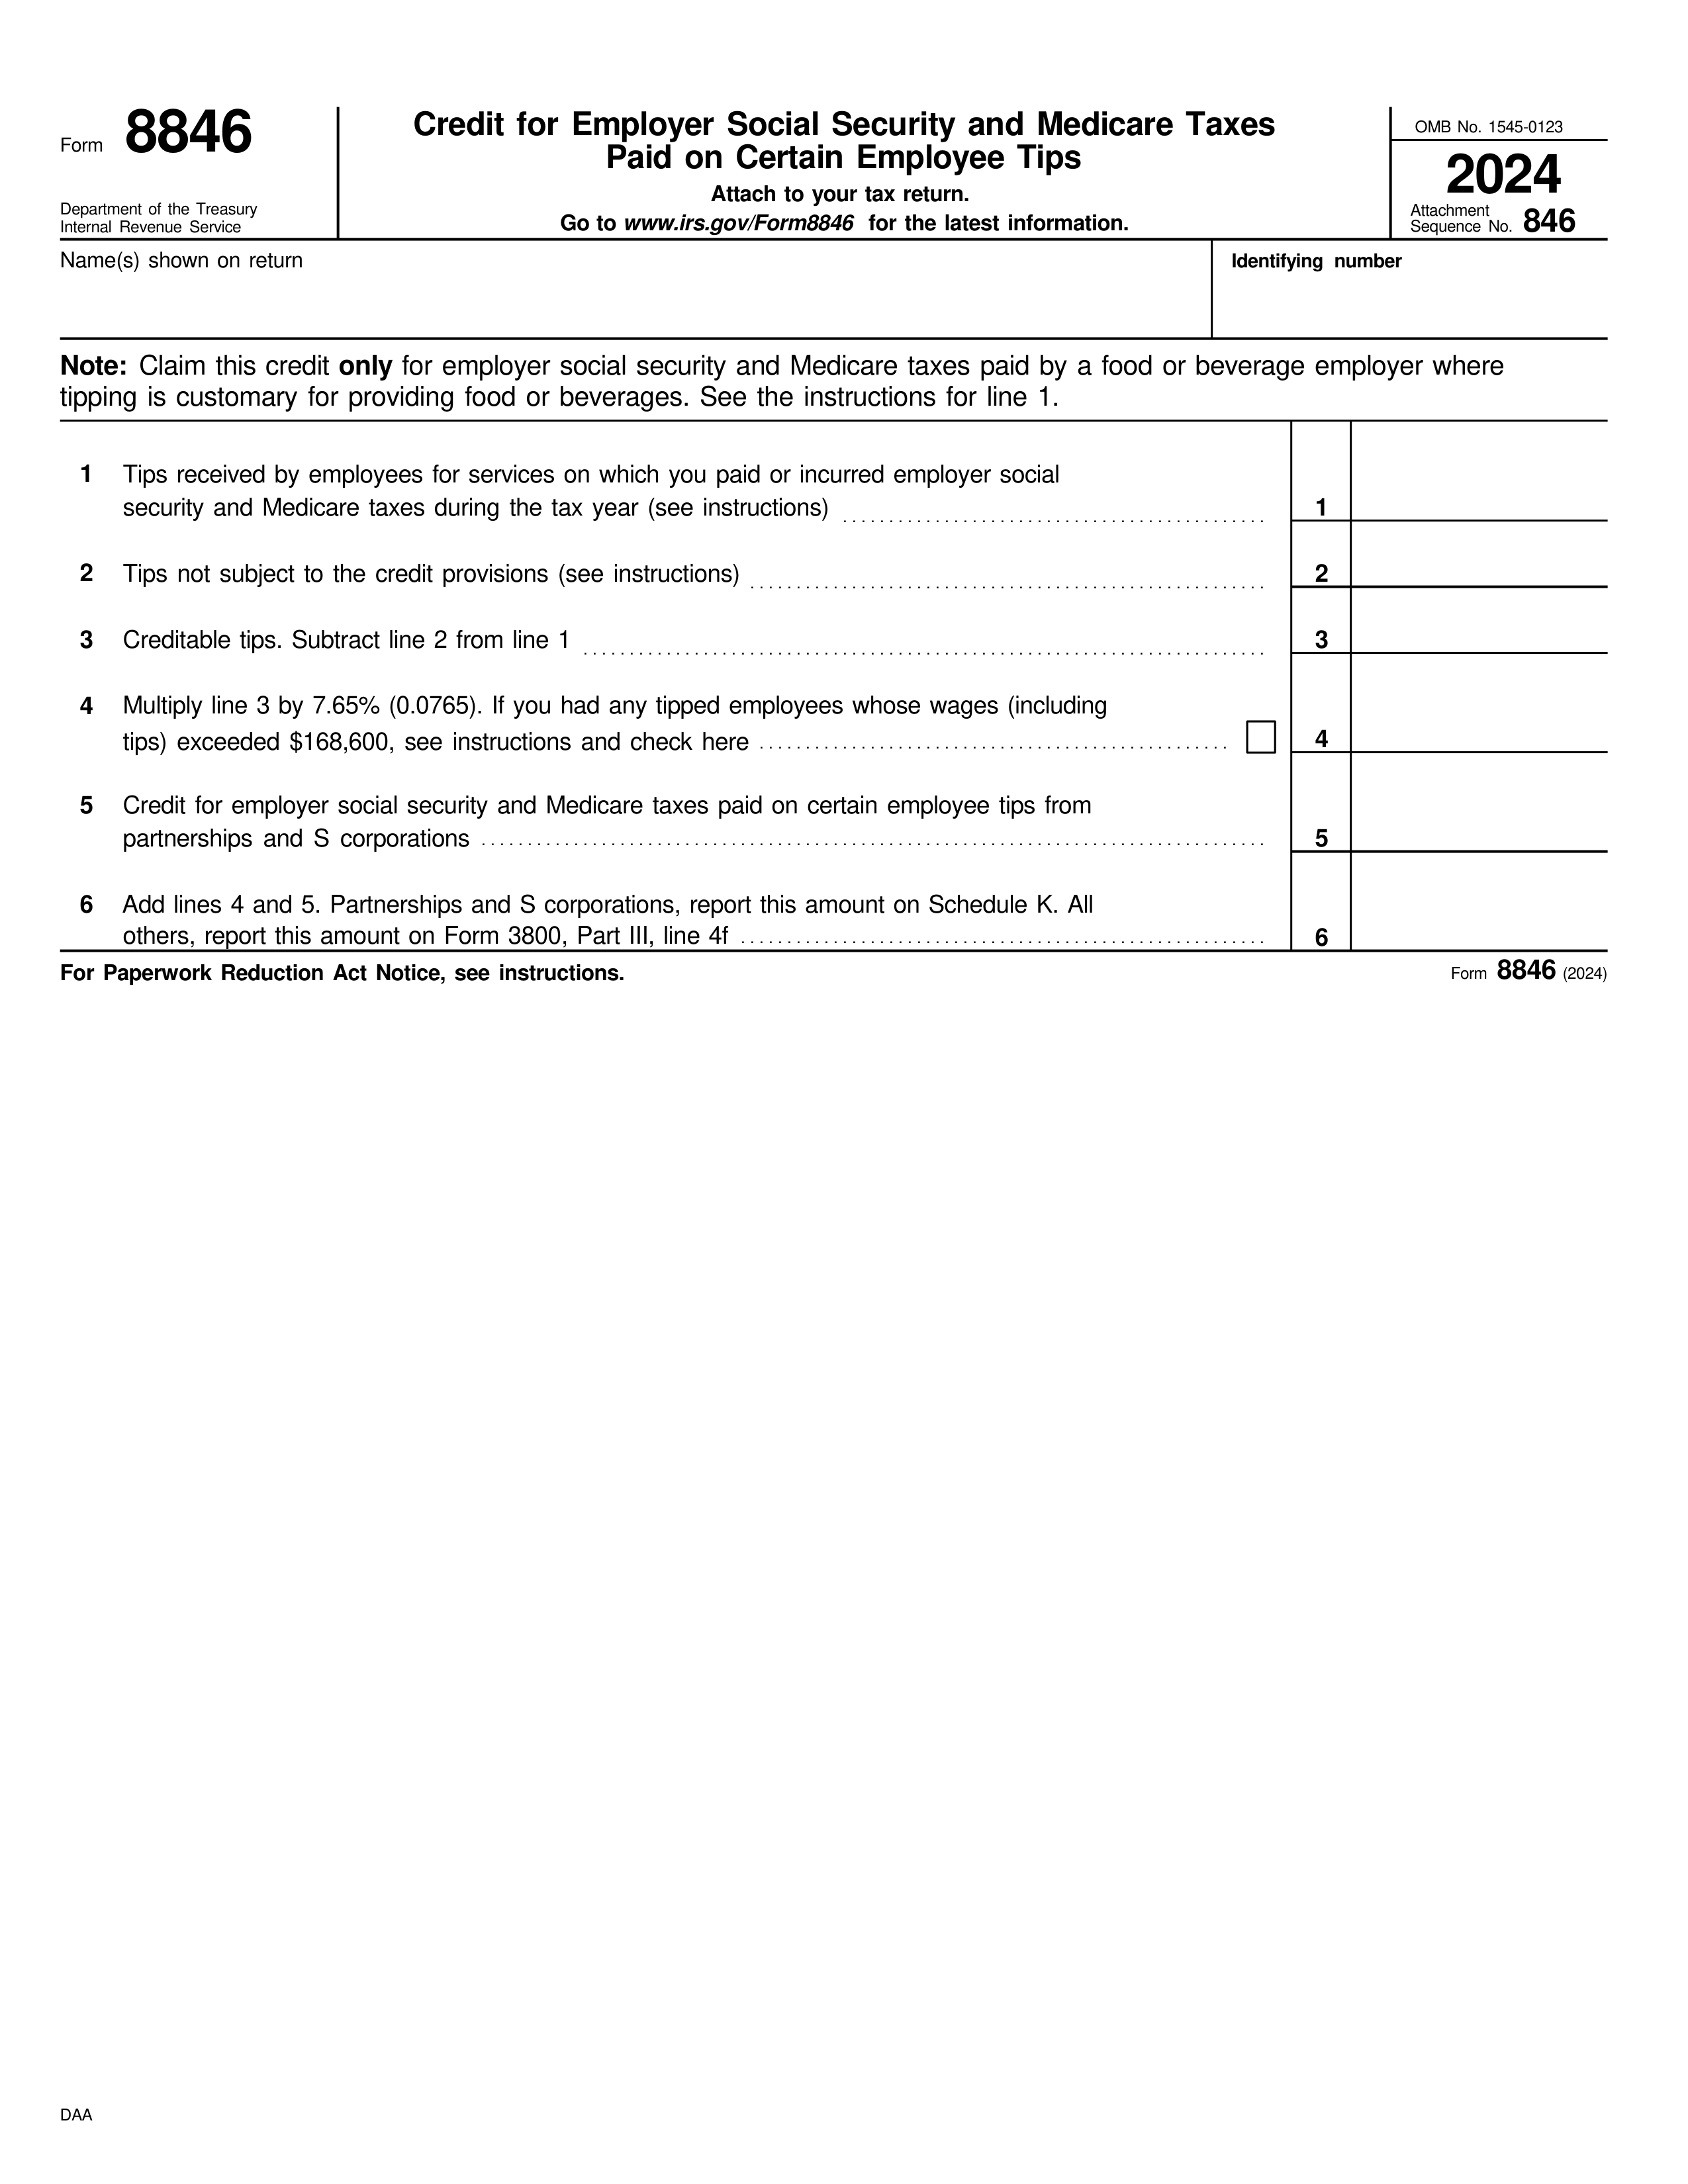 Form 8846
Department of the Treasury
Internal Revenue Service
Credit for Employer Social Security and Medicare Taxes
Paid on Certain Employee Tips
Attach to your tax return.
Go to www.irs.gov/Form8846 for the latest information.
OMB No. 1545-0123
2024
Attachment
Sequence No. 846
Name(s) shown on return
Identifying number
Note: Claim this credit only for employer social security and Medicare taxes paid by a food or beverage employer where
tipping is customary for providing food or beverages. See the instructions for line 1.
1 Tips received by employees for services on which you paid or incurred employer social
security and Medicare taxes during the tax year (see instructions) 1
2 Tips not subject to the credit provisions (see instructions) 2
3 Creditable tips. Subtract line 2 from line 1 3
4 Multiply line 3 by 7.65% (0.0765). If you had any tipped employees whose wages (including
tips) exceeded $168,600, see instructions and check here 4
5 Credit for employer social security and Medicare taxes paid on certain employee tips from
partnerships and S corporations 5
6 Add lines 4 and 5. Partnerships and S corporations, report this amount on Schedule K. All
others, report this amount on Form 3800, Part III, line 4f 6
For Paperwork Reduction Act Notice, see instructions.
Form 8846 (2024)
DAA